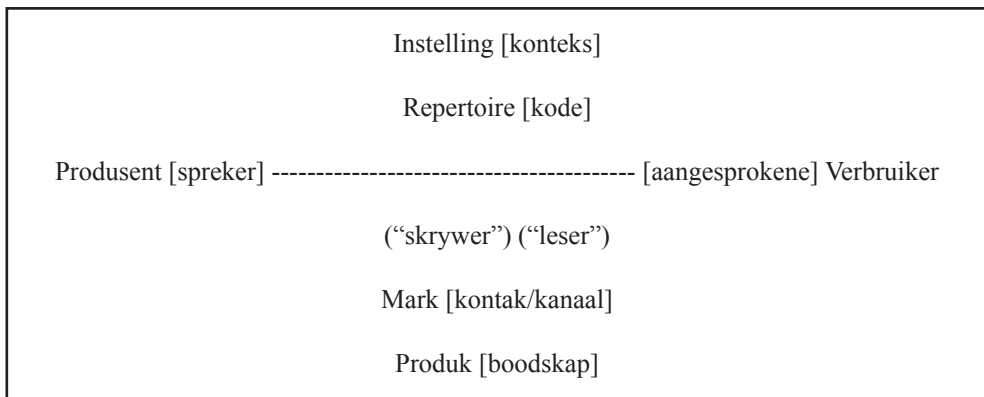 Instelling [konteks]
Repertoire [kode]
Produsent [spreker] ---------------------------------------- [aangesprokene] Verbruiker
(“skrywer”) (“leser”)
Mark [kontak/kanaal]
Produk [boodskap]